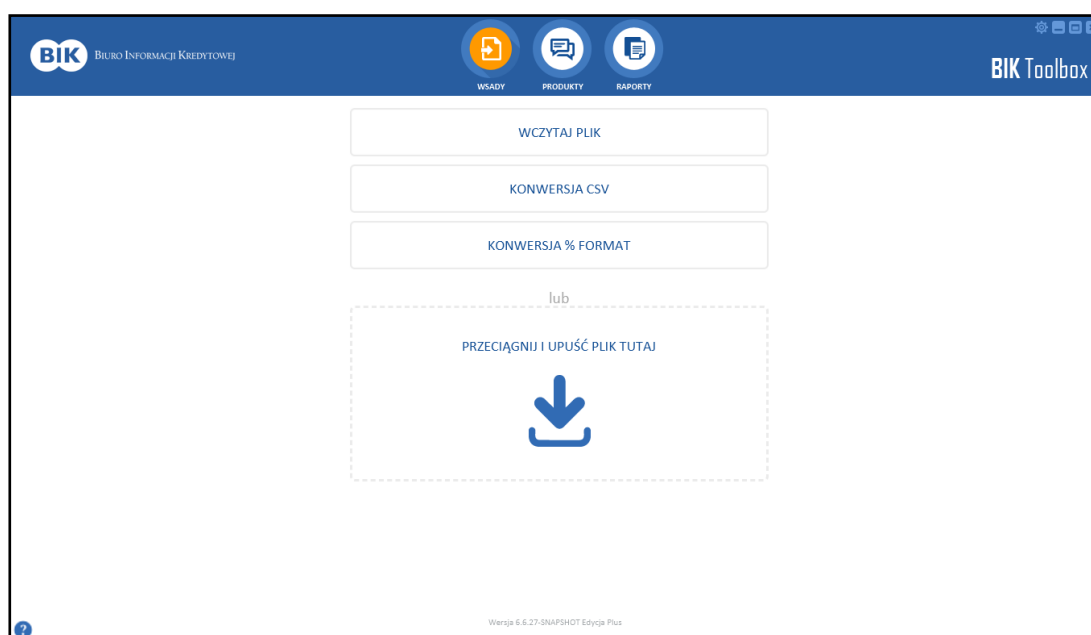 BIK BIURO INFORMACJI KREDYTOWEJ
WSADY PRODUKTY RAPORTY
BIK Toolbox
WCZYTAJ PLIK
KONWERSJA CSV
KONWERSJA % FORMAT
lub
PRZECIĄGNIJ I UPUŚĆ PLIK TUTAJ
Wersja 6.6.27-SNAPSHOT Edycja Plus
?